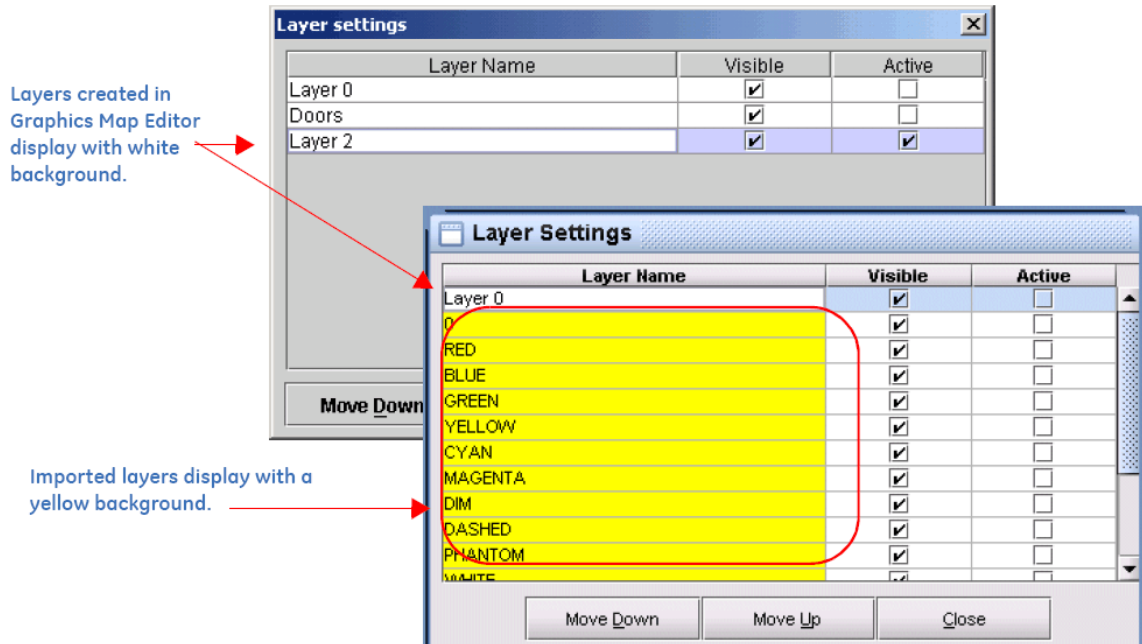 Layer settings
Layer Name Visible Active
Layer 0
Doors
Layer 2
Move Down
Layers created in
Graphics Map Editor
display with white
background.
Layer Settings
Layer Name Visible Active
Layer 0
0
RED
BLUE
GREEN
YELLOW
CYAN
MAGENTA
DIM
DASHED
PHANTOM
WHITE
Move Down Move Up Close
Imported layers display with a
yellow background.